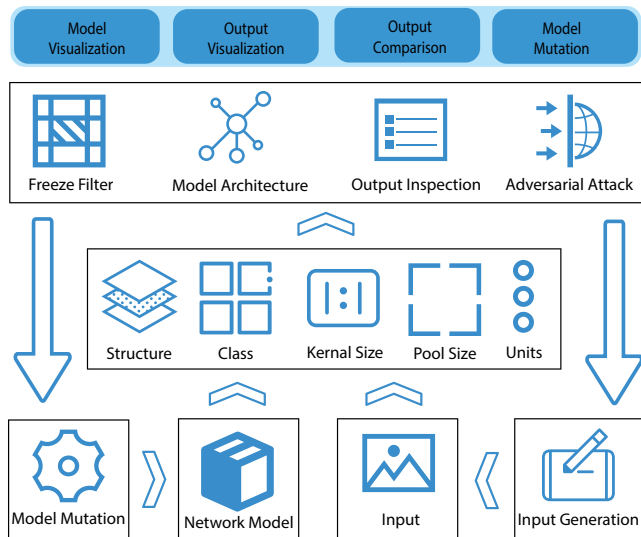 Model
Visualization
Output
Visualization
Output
Comparison
Model
Mutation
Freeze Filter
Model Architecture
Output Inspection
Adversarial Attack
Structure
Class
Kernal Size
Pool Size
Units
Model Mutation
Network Model
Input
Input Generation